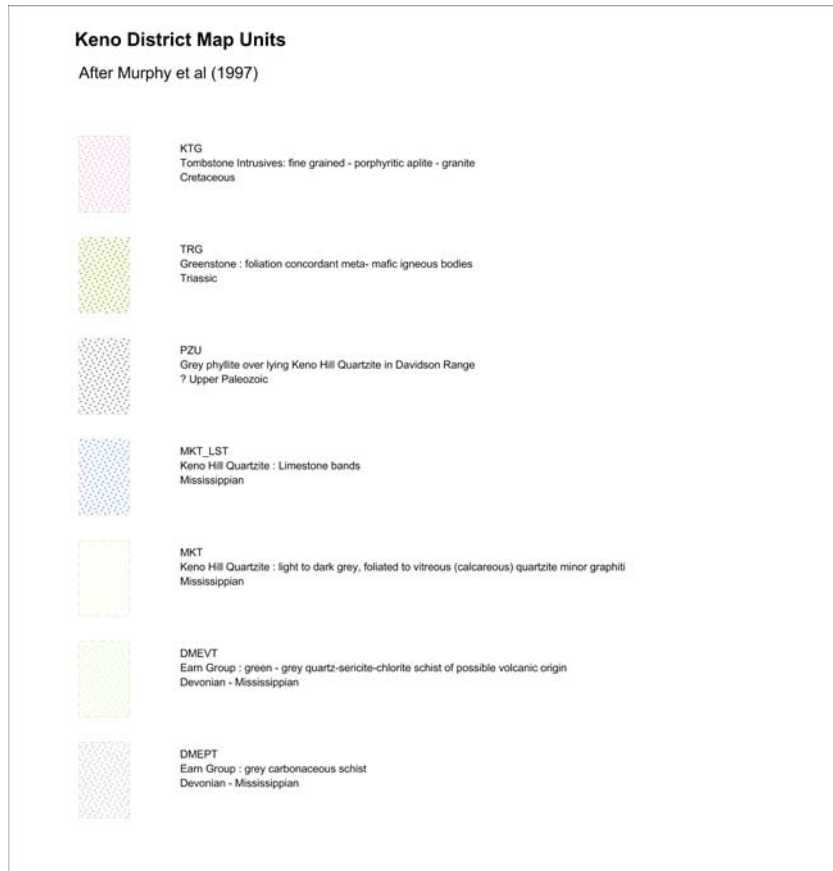 Keno District Map Units
After Murphy et al (1997)
KTG
Tombstone Intrusives: fine grained - porphyritic aplite - granite
Cretaceous
TRG
Greenstone : foliation concordant meta- mafic igneous bodies
Triassic
PZU
Grey phyllite over lying Keno Hill Quartzite in Davidson Range
? Upper Paleozoic
MKT_LST
Keno Hill Quartzite : Limestone bands
Mississippian
MKT
Keno Hill Quartzite : light to dark grey, foliated to vitreous (calcareous) quartzite minor graphiti
Mississippian
DMEVT
Earn Group : green - grey quartz-sericite-chlorite schist of possible volcanic origin
Devonian - Mississippian
DMEPT
Earn Group : grey carbonaceous schist
Devonian - Mississippian